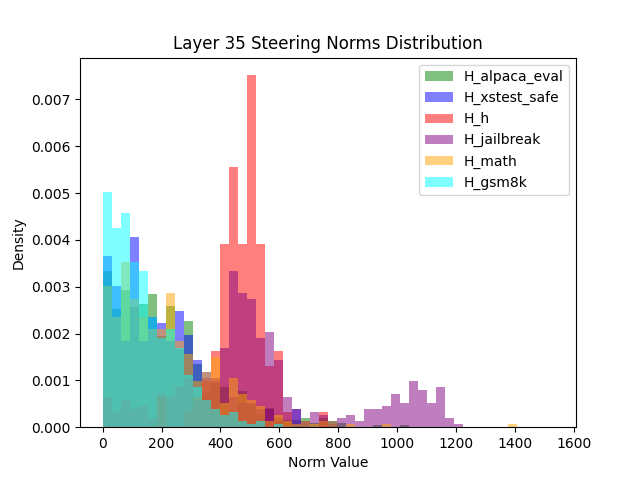 Layer 35 Steering Norms Distribution
H_alpaca_eval
H_xstest_safe
H_h
H_jailbreak
H_math
H_gsm8k
Density
0.007
0.006
0.005
0.004
0.003
0.002
0.001
0.000
0
200
400
600
800
1000
1200
1400
1600
Norm Value